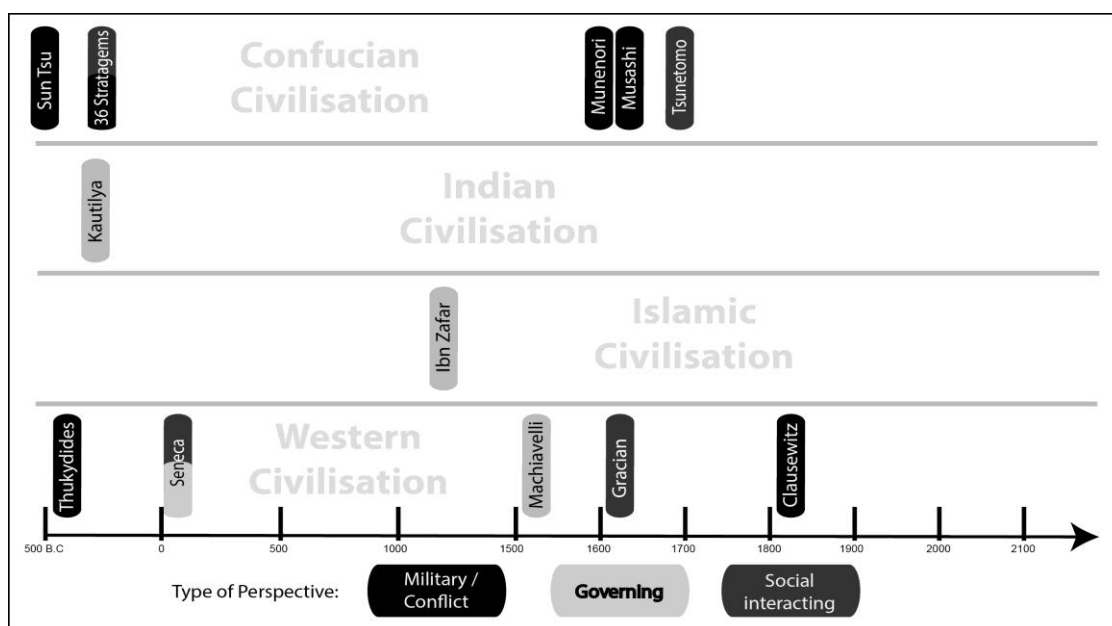 Sun Tsu
36 Stratagems
Confucian
Civilisation
Munenori
Musashi
Tsunetomo
Kautilya
Indian
Civilisation
Ibn Zafar
Islamic
Civilisation
Thukydides
Seneca
Western
Civilisation
Machiavelli
Gracian
Clausewitz
500 B.C 0 500 1000 1500 1600 1700 1800 1900 2000 2100
Type of Perspective:
Military /
Conflict
Governing
Social
interacting